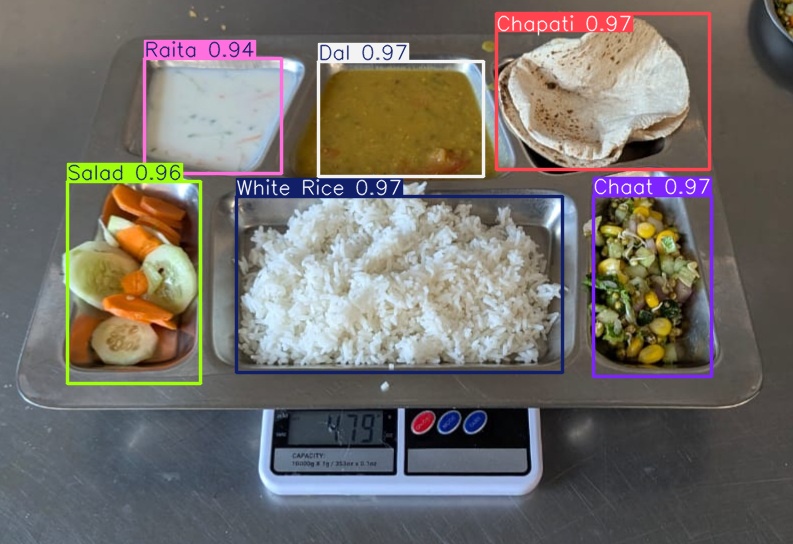 Chapati 0.97
Raita 0.94
Dal 0.97
Salad 0.96
White Rice 0.97
Chaat 0.97
479
CAPACITY: